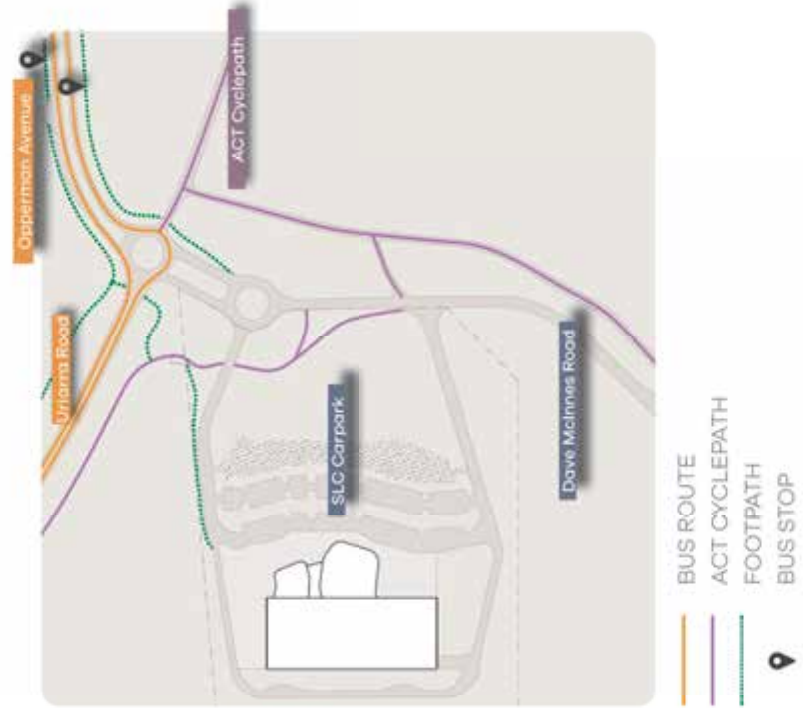 Opperman Avenue
ACT Cyclepath
Uriarra Road
SLC Carpark
Dave McInnes Road
BUS ROUTE
ACT CYCLEPATH
FOOTPATH
BUS STOP